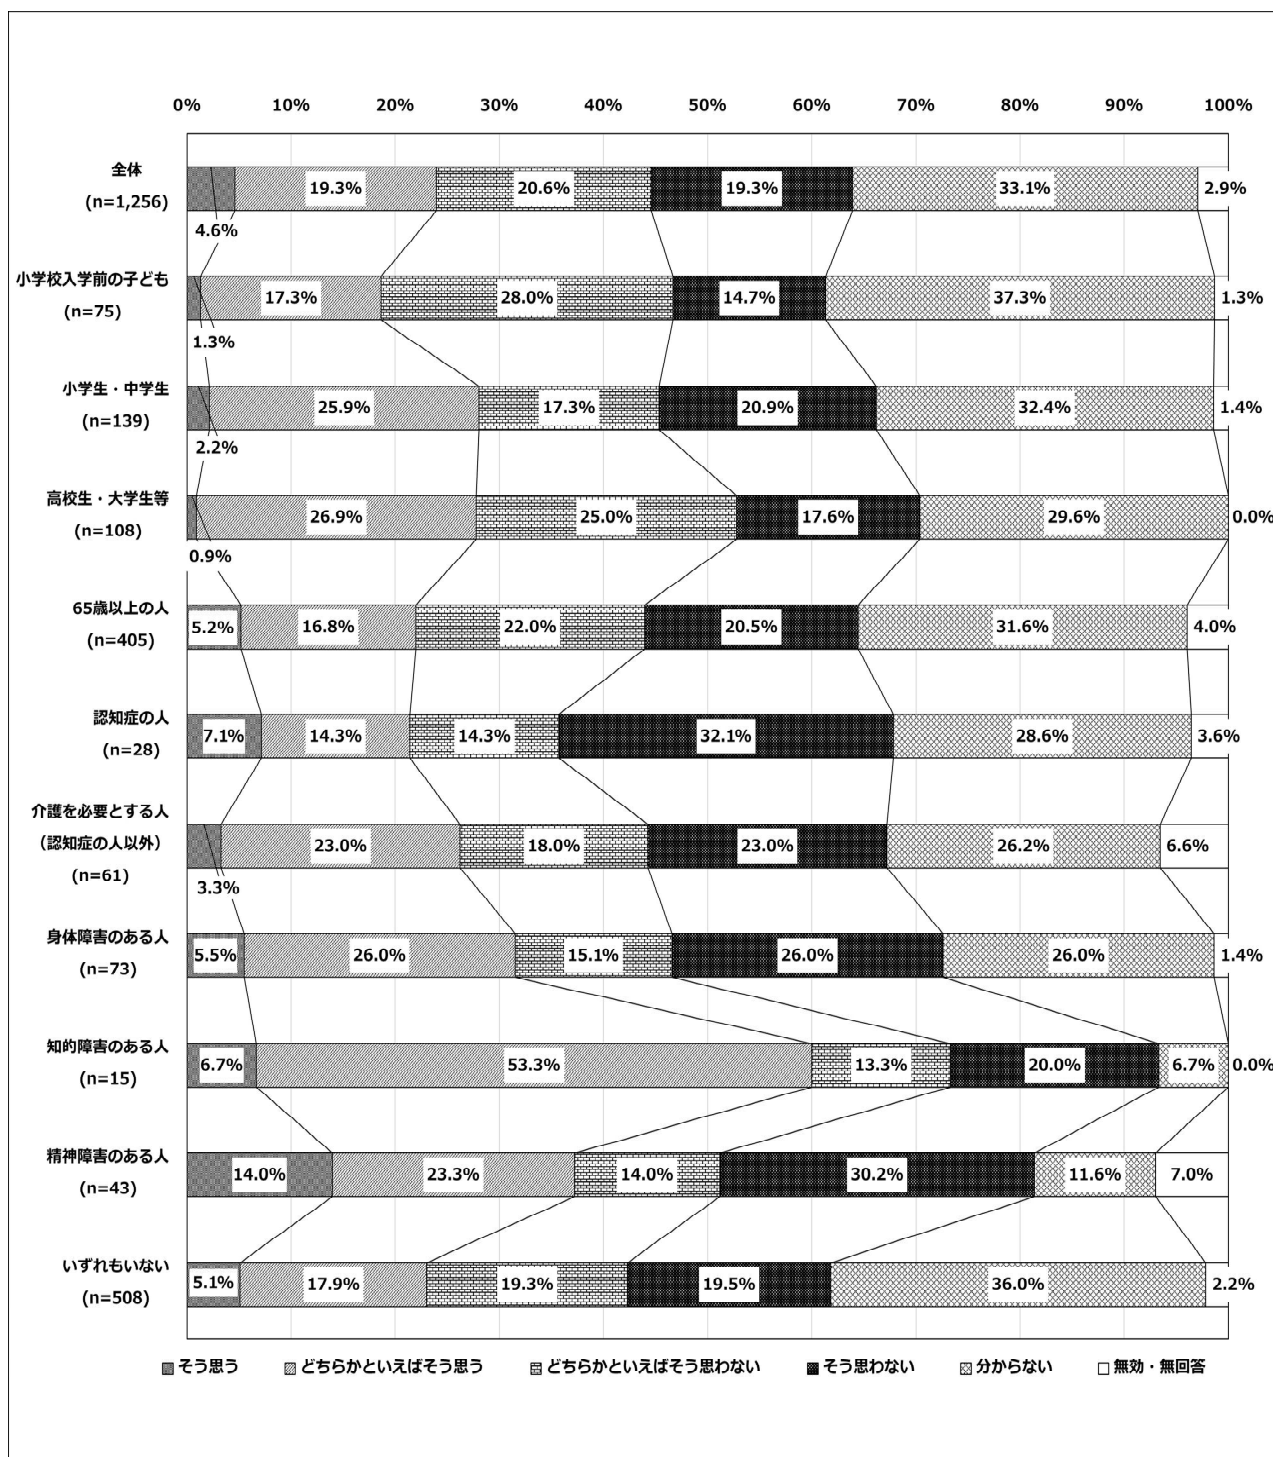 0% 10% 20% 30% 40% 50% 60% 70% 80% 90% 100%
全体
(n=1,256)
19.3% 20.6% 19.3% 33.1% 2.9%
4.6%
小学校入学前の子ども
(n=75)
17.3% 28.0% 14.7% 37.3% 1.3%
1.3%
小学生・中学生
(n=139)
25.9% 17.3% 20.9% 32.4% 1.4%
2.2%
高校生・大学生等
(n=108)
26.9% 25.0% 17.6% 29.6% 0.0%
0.9%
65歳以上の人
(n=405)
5.2% 16.8% 22.0% 20.5% 31.6% 4.0%
認知症の人
(n=28)
7.1% 14.3% 14.3% 32.1% 28.6% 3.6%
介護を必要とする人
（認知症の人以外）
(n=61)
23.0% 18.0% 23.0% 26.2% 6.6%
3.3%
身体障害のある人
(n=73)
5.5% 26.0% 15.1% 26.0% 26.0% 1.4%
知的障害のある人
(n=15)
6.7% 53.3% 13.3% 20.0% 6.7% 0.0%
精神障害のある人
(n=43)
14.0% 23.3% 14.0% 30.2% 11.6% 7.0%
いずれもいない
(n=508)
5.1% 17.9% 19.3% 19.5% 36.0% 2.2%
そう思う どちらかといえばそう思う どちらかといえばそう思わない そう思わない 分からない 無効・無回答